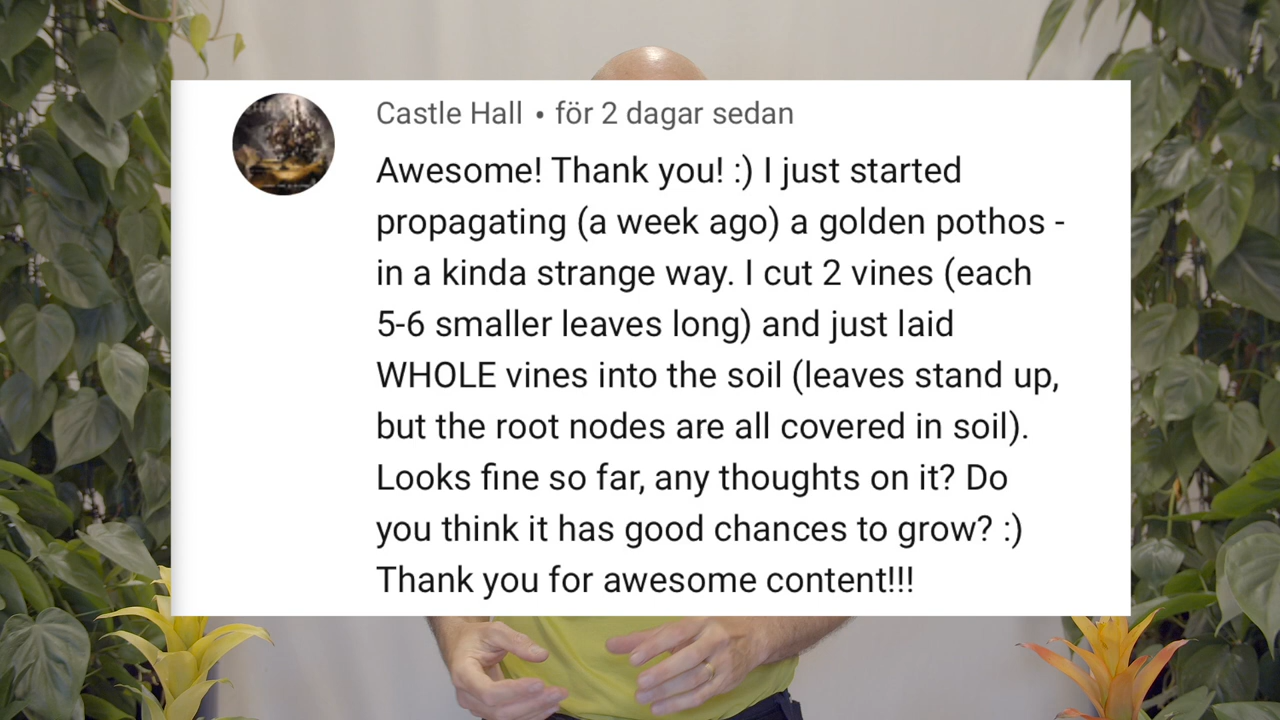 Castle Hall • för 2 dagar sedan
Awesome! Thank you! :) I just started
propagating (a week ago) a golden pothos -
in a kinda strange way. I cut 2 vines (each
5-6 smaller leaves long) and just laid
WHOLE vines into the soil (leaves stand up,
but the root nodes are all covered in soil).
Looks fine so far, any thoughts on it? Do
you think it has good chances to grow? :)
Thank you for awesome content!!!